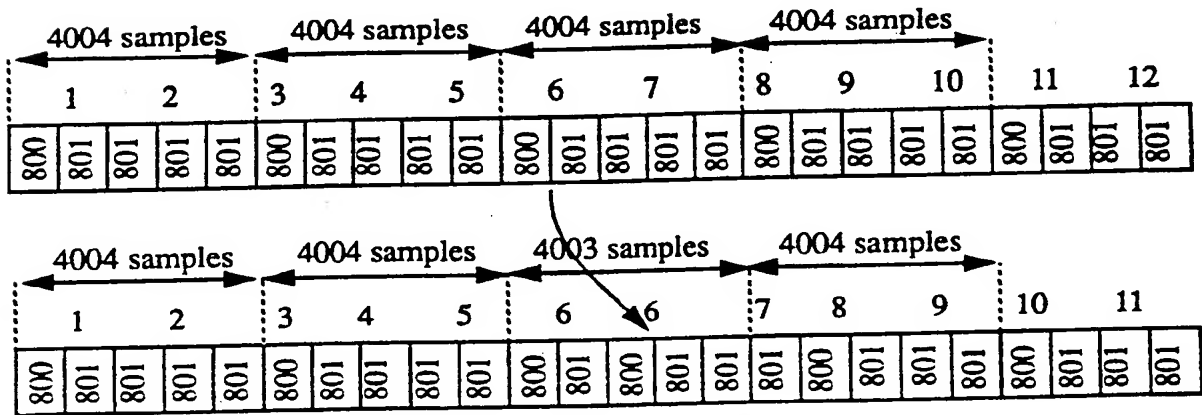 4004 samples 4004 samples 4004 samples 4004 samples
1 2 3 4 5 6 7 8 9 10 11 12
800 801 801 801 801 800 801 801 801 801 800 801 801 801 801 800 801 801 801 801 800 801 801 801
4004 samples 4004 samples 4003 samples 4004 samples
1 2 3 4 5 6 6 7 8 9 10 11
800 801 801 801 801 800 801 801 801 801 800 801 800 801 801 801 800 801 801 801 800 801 801 801